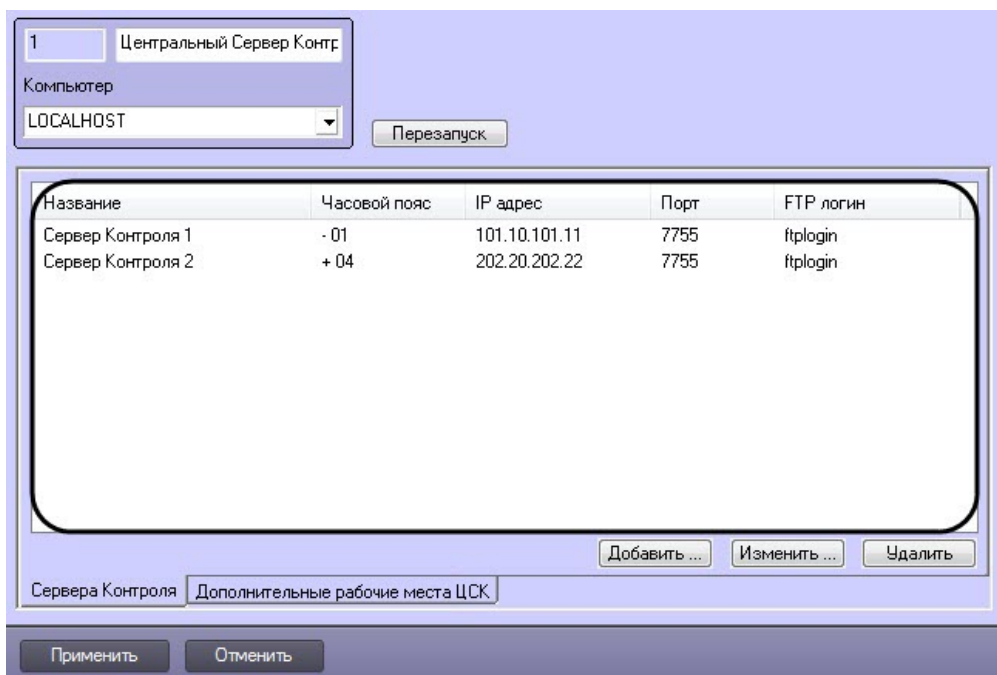 1 Центральный Сервер Контр
Компьютер
LOCALHOST
Перезапуск
Название Часовой пояс IP адрес Порт FTP логин
Сервер Контроля 1 - 01 101.10.101.11 7755 ftplogin
Сервер Контроля 2 + 04 202.20.202.22 7755 ftplogin
Добавить ... Изменить ... Удалить
Сервера Контроля Дополнительные рабочие места ЦСК
Применить Отменить